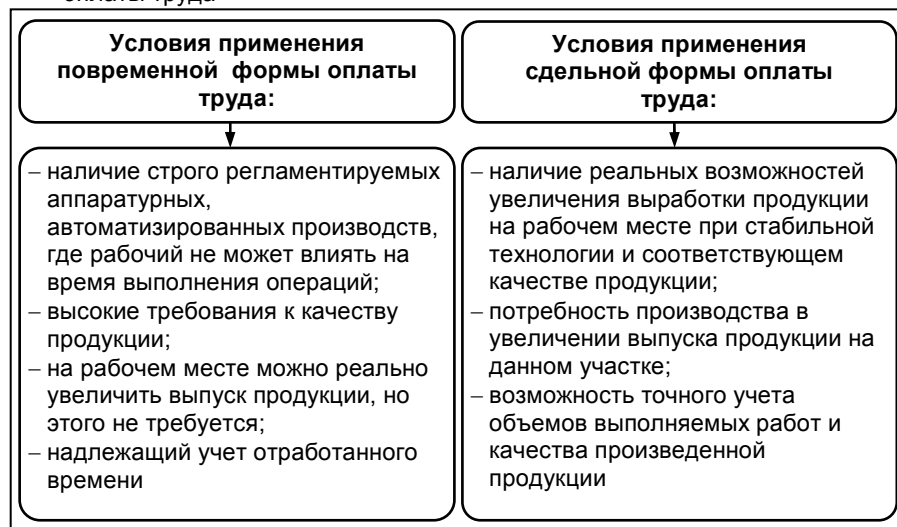 оплаты труда
Условия применения
повременной формы оплаты
труда:
– наличие строго регламентируемых
аппаратурных,
автоматизированных производств,
где рабочий не может влиять на
время выполнения операций;
– высокие требования к качеству
продукции;
– на рабочем месте можно реально
увеличить выпуск продукции, но
этого не требуется;
– надлежащий учет отработанного
времени
Условия применения
сдельной формы оплаты
труда:
– наличие реальных возможностей
увеличения выработки продукции
на рабочем месте при стабильной
технологии и соответствующем
качестве продукции;
– потребность производства в
увеличении выпуска продукции на
данном участке;
– возможность точного учета
объемов выполняемых работ и
качества произведенной
продукции